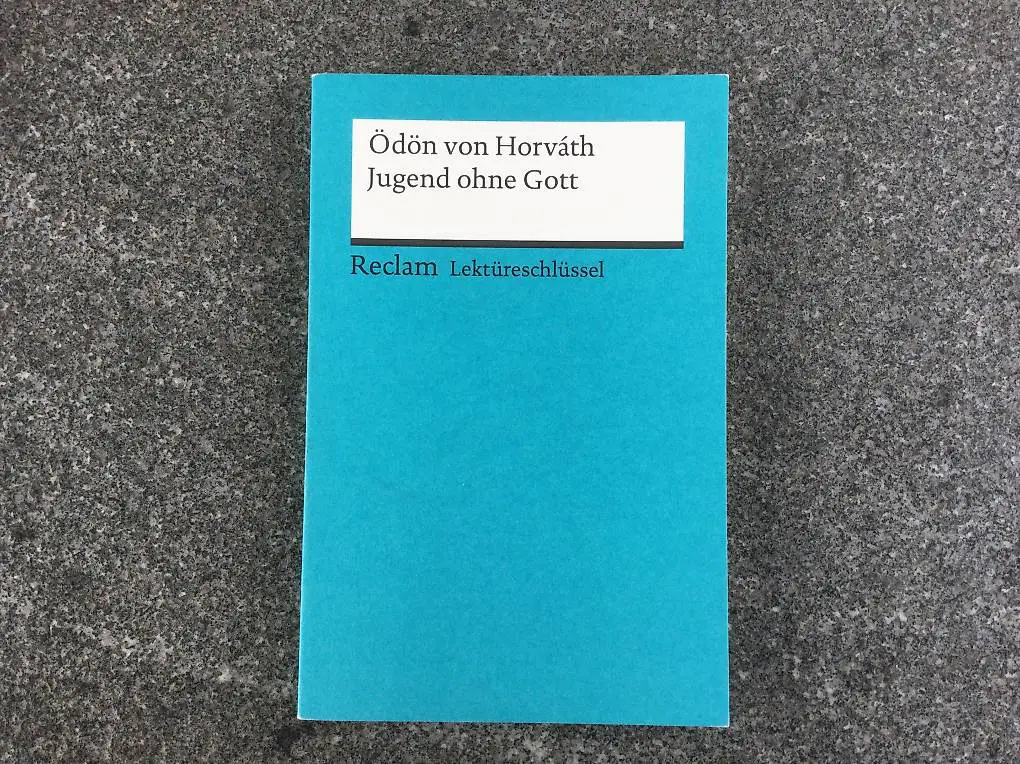 Ödön von Horváth
Jugend ohne Gott
Reclam Lektüreschlüssel